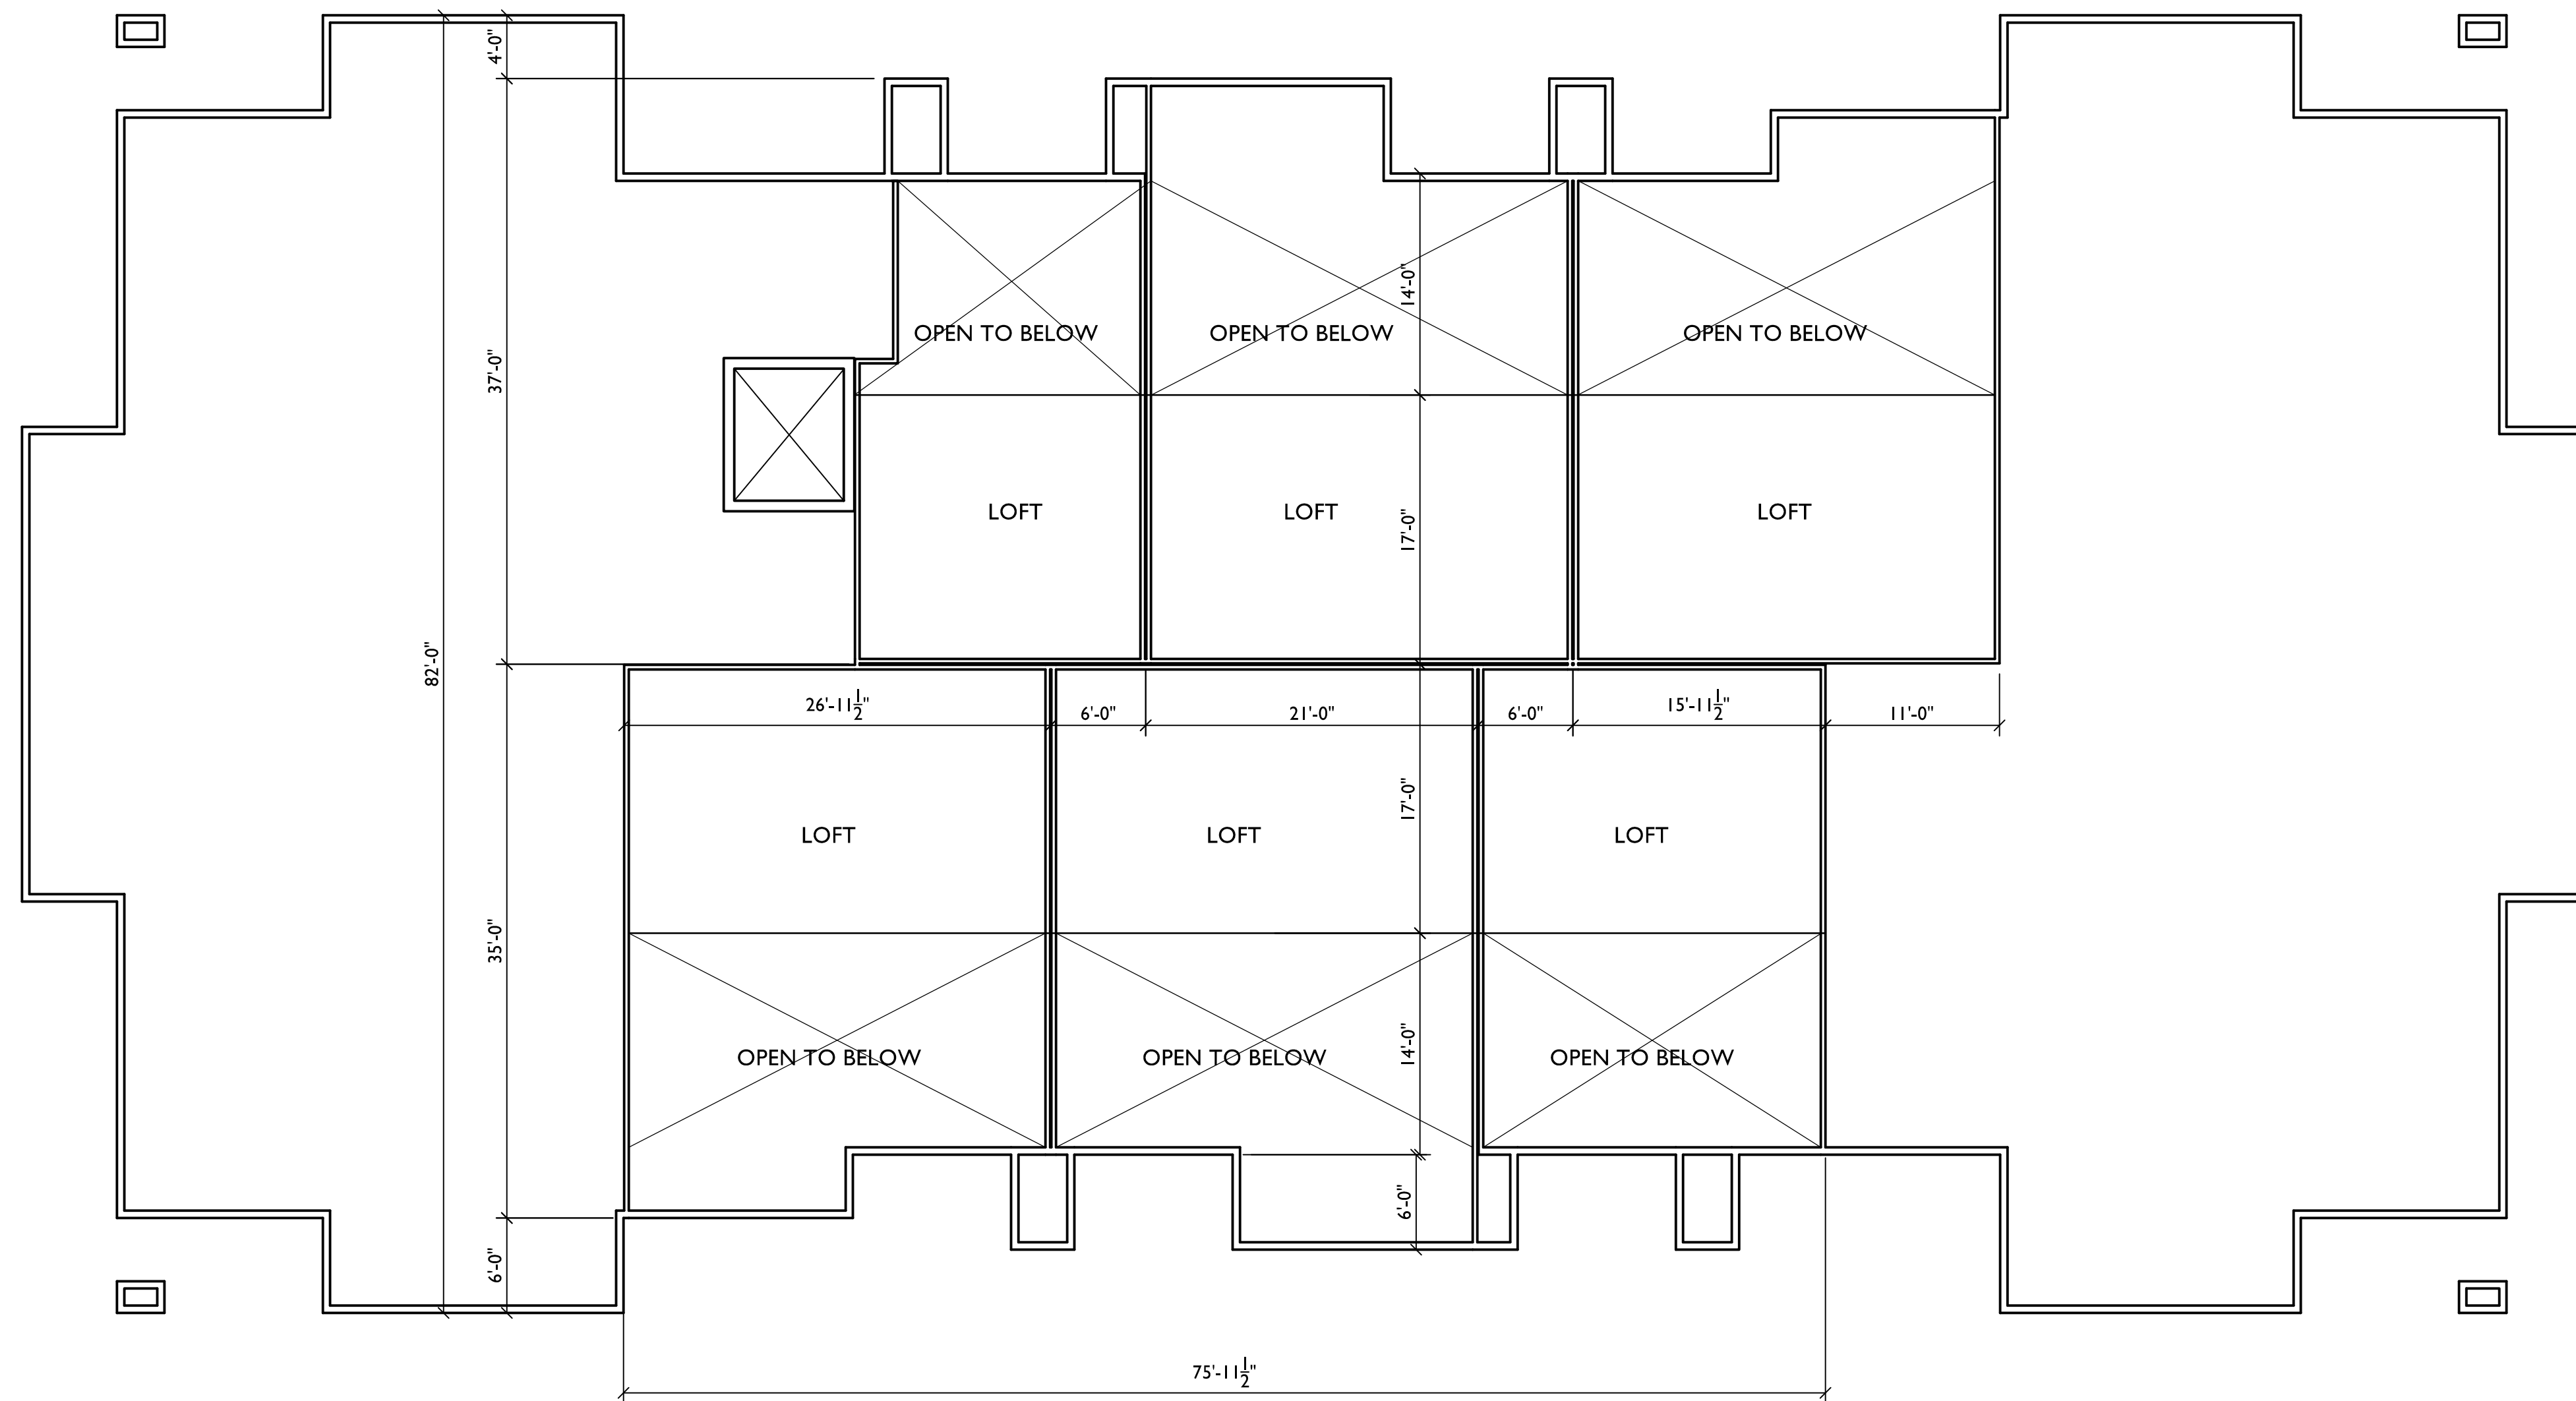 4'-0"
14'-0"
OPEN TO BELOW
OPEN TO BELOW
OPEN TO BELOW
37'-0"
LOFT
LOFT
LOFT
17'-0"
82'-0"
26'-11½"
6'-0"
21'-0"
6'-0"
15'-11½"
11'-0"
17'-0"
LOFT
LOFT
LOFT
35'-0"
14'-0"
OPEN TO BELOW
OPEN TO BELOW
OPEN TO BELOW
6'-0"
6'-0"
75'-11½"